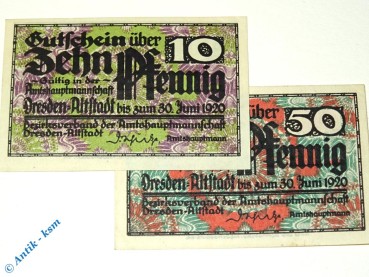 Gutschein über
Zehn 10
Pfennig
Gültig in der
Amtshauptmannschaft
Dresden-Altstadt bis zum 30. Juni 1920
Bezirksverband der Amtshauptmannschaft
Dresden-Altstadt
Amtshauptmann
über
50
Pfennig
Dresden-Altstadt bis zum 30. Juni 1920
Bezirksverband der Amtshauptmannschaft
Dresden-Altstadt
Amtshauptmann
© Antik - ksm